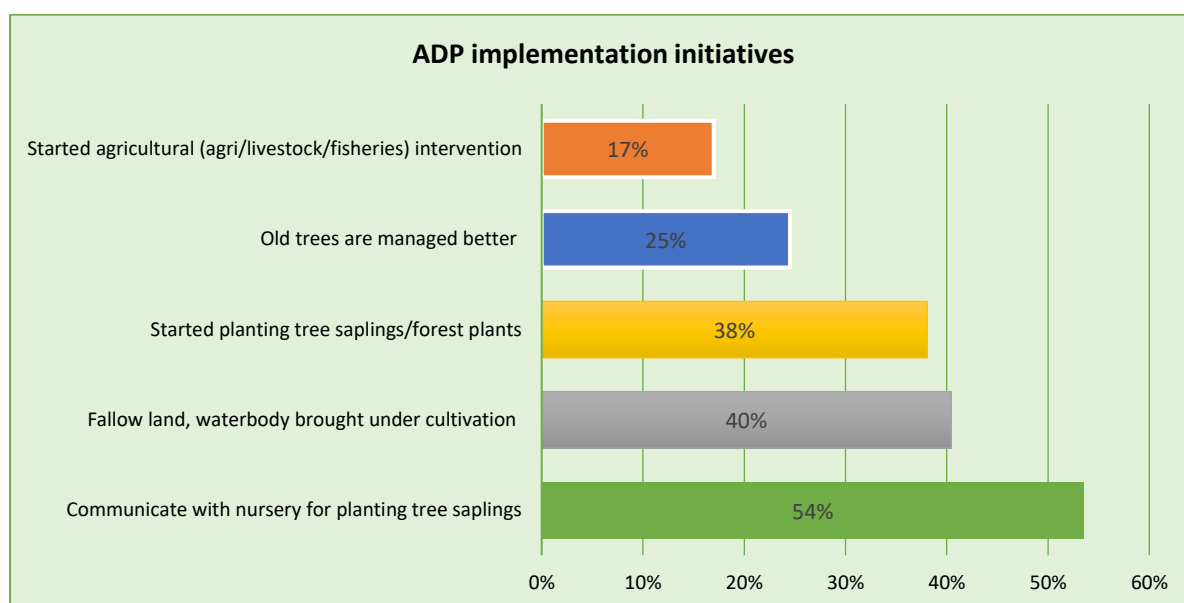 ADP implementation initiatives
Started agricultural (agri/livestock/fisheries) intervention
17%
Old trees are managed better
25%
Started planting tree saplings/forest plants
38%
Fallow land, waterbody brought under cultivation
40%
Communicate with nursery for planting tree saplings
54%
0% 10% 20% 30% 40% 50% 60%